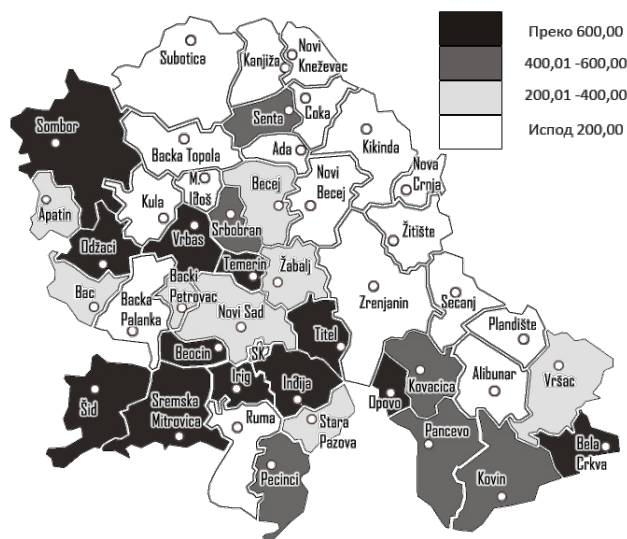 Преко 600,00
400,01 -600,00
200,01 -400,00
Испод 200,00
Subotica
Kanjiža
Novi
Kneževac
Senta
Coka
Sombor
Backa Topola
Ada
Kikinda
Nova
Crnja
Apatin
Kula
M.
Iđoš
Becej
Novi
Becej
Srbobran
Vrbas
Odžaci
Žitište
Temerin
Žabalj
Bac
Backa
Palanka
Backi
Petrovac
Novi Sad
Zrenjanin
Secanj
Titel
Plandište
Beocin
SK
Šid
Sremska
Mitrovica
Irig
Inđija
Opovo
Kovacica
Alibunar
Vršac
Ruma
Stara
Pazova
Pancevo
Bela
Crkva
Pecinci
Kovin